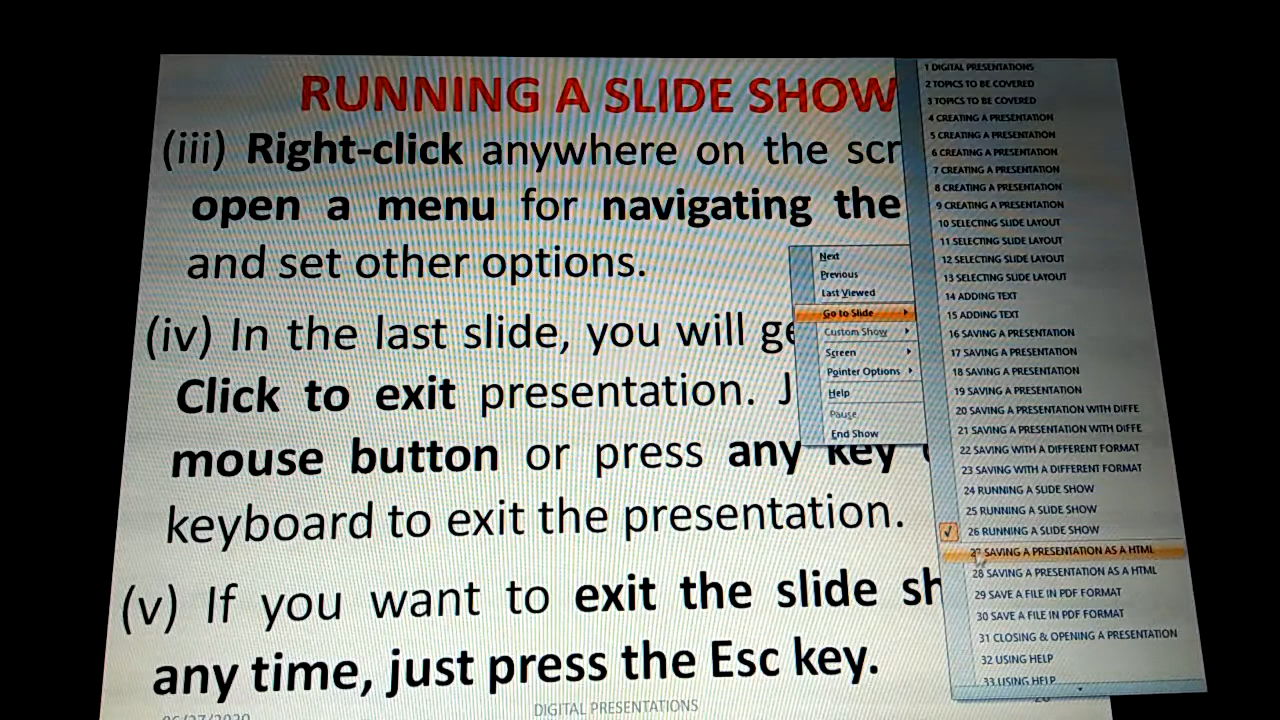 RUNNING A SLIDE SHOW
(iii) Right-click anywhere on the scr
open a menu for navigating the
and set other options.
(iv) In the last slide, you will ge
Click to exit presentation. J
mouse button or press any key
keyboard to exit the presentation.
(v) If you want to exit the slide sh
any time, just press the Esc key.
06/27/2020
DIGITAL PRESENTATIONS
Next
Previous
Last Viewed
Go to Slide
Custom Show
Screen
Pointer Options
Help
Pause
End Show
1 DIGITAL PRESENTATIONS
2 TOPICS TO BE COVERED
3 TOPICS TO BE COVERED
4 CREATING A PRESENTATION
5 CREATING A PRESENTATION
6 CREATING A PRESENTATION
7 CREATING A PRESENTATION
8 CREATING A PRESENTATION
9 CREATING A PRESENTATION
10 SELECTING SLIDE LAYOUT
11 SELECTING SLIDE LAYOUT
12 SELECTING SLIDE LAYOUT
13 SELECTING SLIDE LAYOUT
14 ADDING TEXT
15 ADDING TEXT
16 SAVING A PRESENTATION
17 SAVING A PRESENTATION
18 SAVING A PRESENTATION
19 SAVING A PRESENTATION
20 SAVING A PRESENTATION WITH DIFFE
21 SAVING A PRESENTATION WITH DIFFE
22 SAVING WITH A DIFFERENT FORMAT
23 SAVING WITH A DIFFERENT FORMAT
24 RUNNING A SLIDE SHOW
25 RUNNING A SLIDE SHOW
26 RUNNING A SLIDE SHOW
27 SAVING A PRESENTATION AS A HTML
28 SAVING A PRESENTATION AS A HTML
29 SAVE A FILE IN PDF FORMAT
30 SAVE A FILE IN PDF FORMAT
31 CLOSING & OPENING A PRESENTATION
32 USING HELP
33 USING HELP